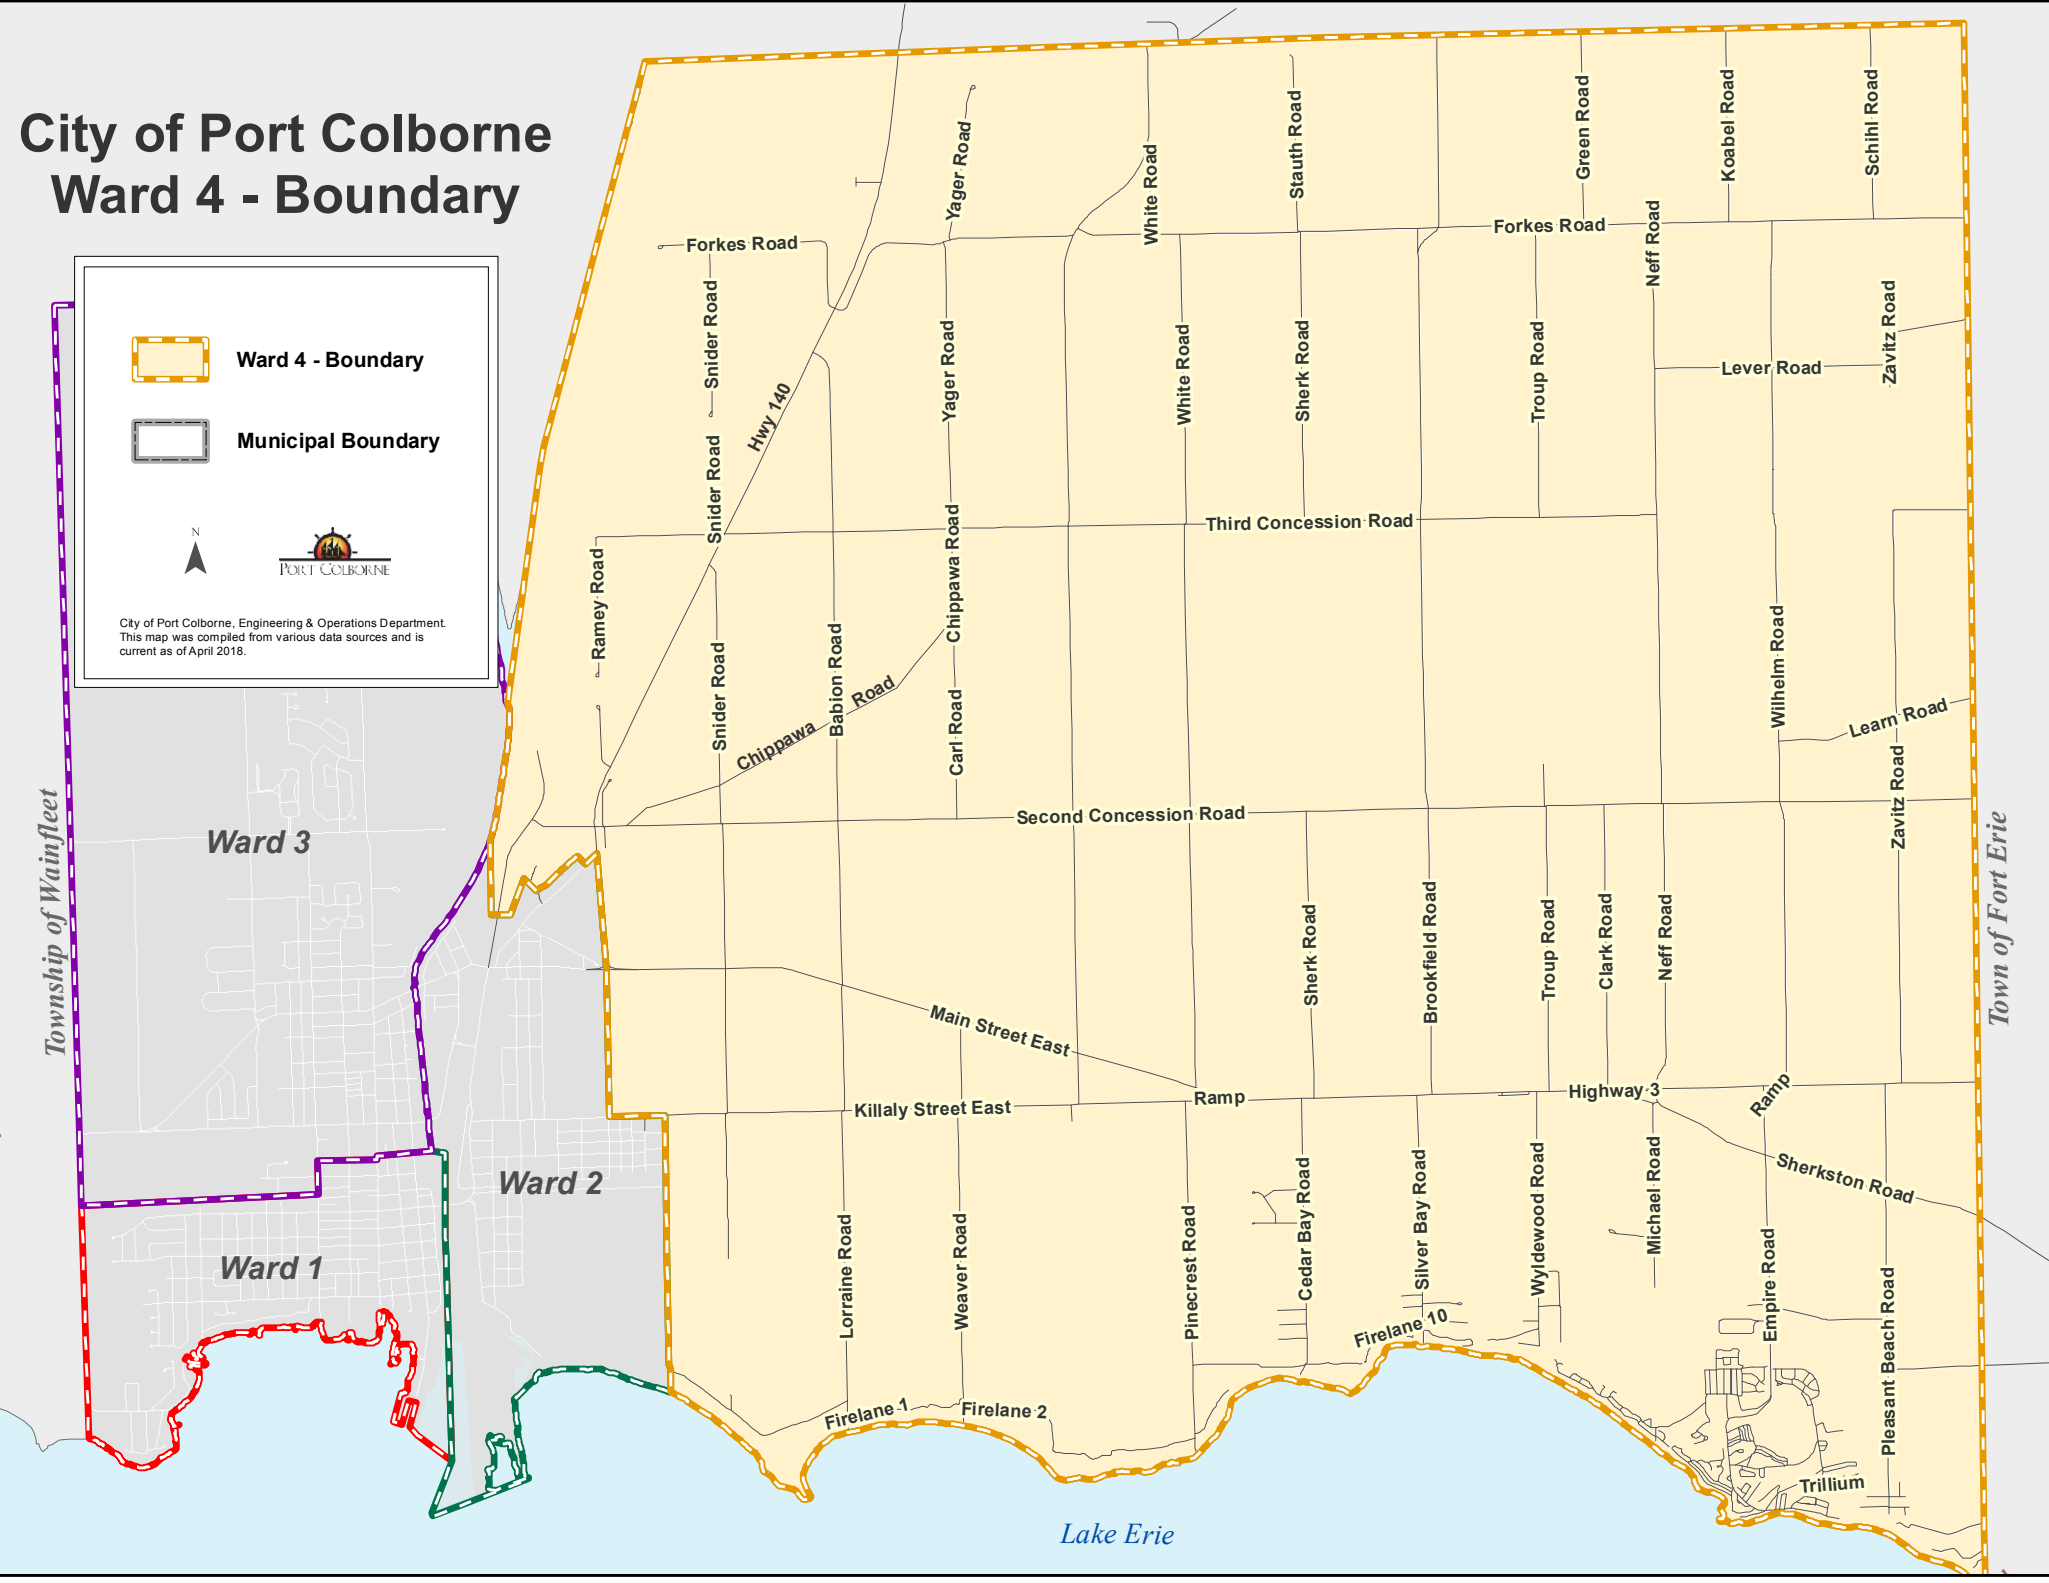 City of Port Colborne
Ward 4 - Boundary
Ward 4 - Boundary
Municipal Boundary
N
PORT COLBORNE
City of Port Colborne, Engineering & Operations Department.
This map was compiled from various data sources and is
current as of April 2018.
Township of Wainfleet
Town of Fort Erie
Ward 3
Ward 2
Ward 1
Lake Erie
Yager Road
White Road
Stauth Road
Green Road
Koabel Road
Schihl Road
Forkes Road
Forkes Road
Neff Road
Snider Road
Hwy 140
Yager Road
White Road
Sherk Road
Troup Road
Lever Road
Zavitz Road
Snider Road
Third Concession Road
Chippawa Road
Ramey Road
Snider Road
Babion Road
Chippawa Road
Carl Road
Wilhelm Road
Learn Road
Zavitz Road
Second Concession Road
Sherk Road
Brookfield Road
Troup Road
Clark Road
Neff Road
Main Street East
Killaly Street East
Ramp
Highway 3
Ramp
Sherkston Road
Lorraine Road
Weaver Road
Pinecrest Road
Cedar Bay Road
Silver Bay Road
Wyldewood Road
Michael Road
Empire Road
Pleasant Beach Road
Firelane 10
Firelane 1
Firelane 2
Trillium